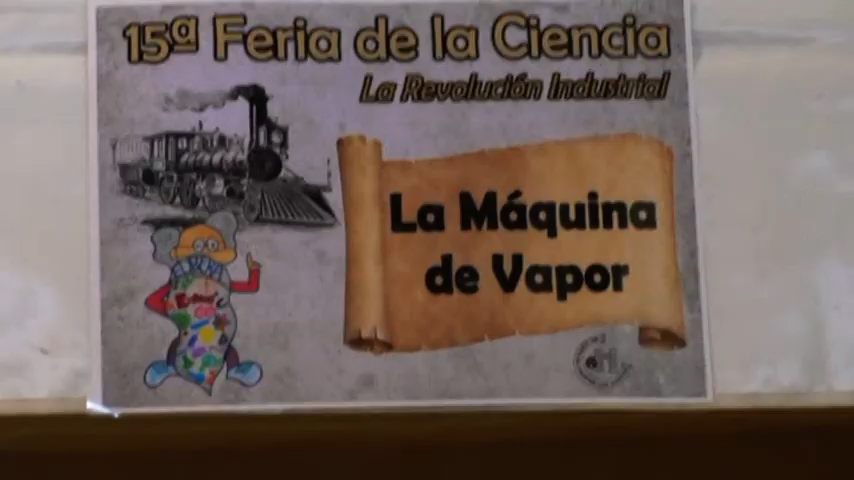 15ª Feria de la Ciencia
La Revolución Industrial
La Máquina
de Vapor